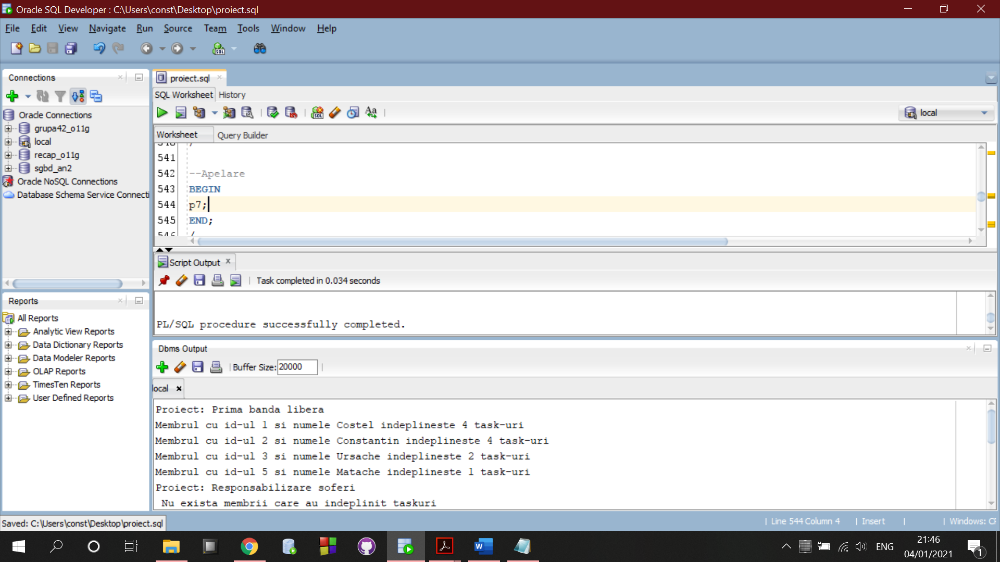 Oracle SQL Developer : C:\Users\const\Desktop\proiect.sql
File Edit View Navigate Run Source Team Tools Window Help
Connections
Oracle Connections
grupa42_o11g
local
recap_o11g
sgbd_an2
Oracle NoSQL Connections
Database Schema Service Connecti
Reports
All Reports
Analytic View Reports
Data Dictionary Reports
Data Modeler Reports
OLAP Reports
TimesTen Reports
User Defined Reports
proiect.sql
SQL Worksheet History
local
Worksheet Query Builder
541
542 --Apelare
543 BEGIN
544 p7;
545 END;
546 /
Script Output
Task completed in 0.034 seconds
PL/SQL procedure successfully completed.
Dbms Output
Buffer Size: 20000
local
Proiect: Prima banda libera
Membrul cu id-ul 1 si numele Costel indeplineste 4 task-uri
Membrul cu id-ul 2 si numele Constantin indeplineste 4 task-uri
Membrul cu id-ul 3 si numele Ursache indeplineste 2 task-uri
Membrul cu id-ul 5 si numele Matache indeplineste 1 task-uri
Proiect: Responsabilizare soferi
Nu exista membrii care au indeplinit taskuri
Saved: C:\Users\const\Desktop\proiect.sql
Line 544 Column 4 Insert Windows: CF
ENG
21:46
04/01/2021
1